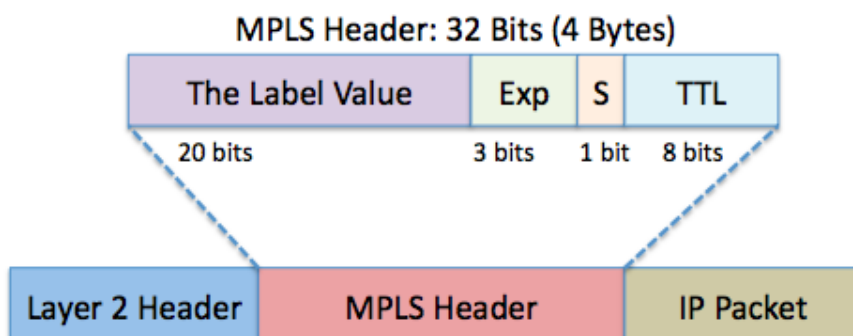 MPLS Header: 32 Bits (4 Bytes)
The Label Value Exp S TTL
20 bits 3 bits 1 bit 8 bits
Layer 2 Header MPLS Header IP Packet